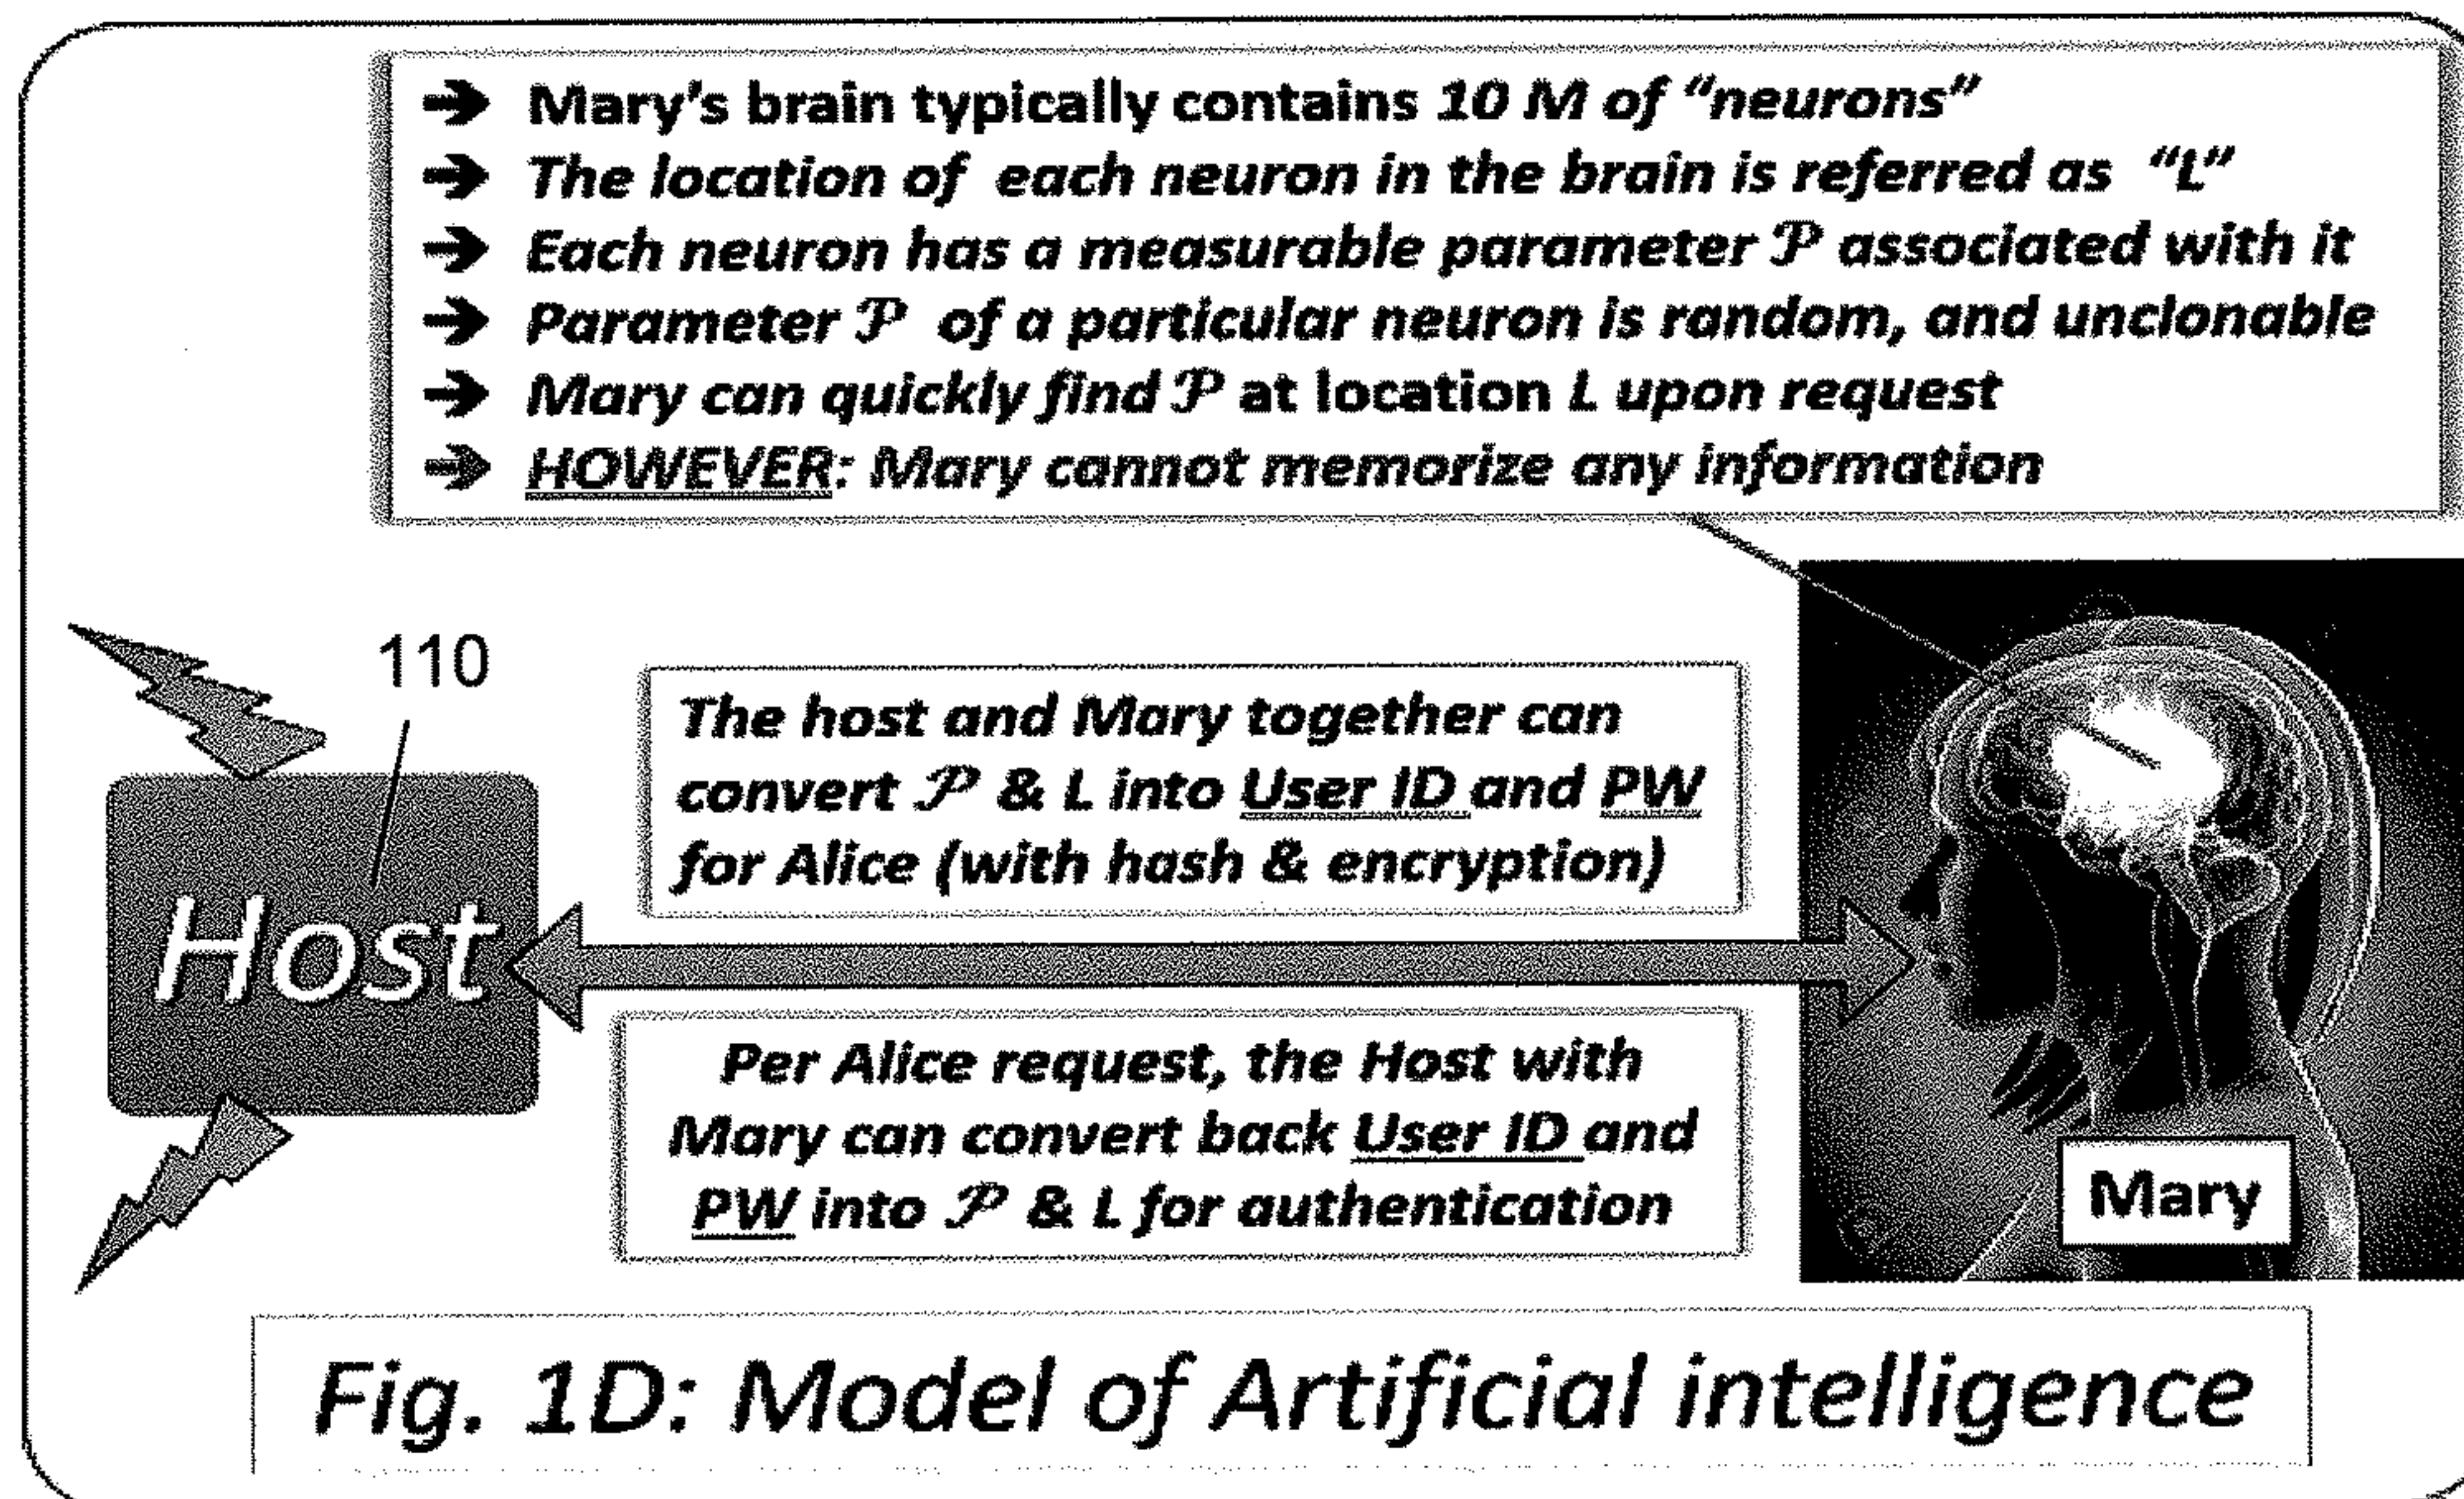 ➔ Mary's brain typically contains 10 M of "neurons"
➔ The location of each neuron in the brain is referred as "L"
➔ Each neuron has a measurable parameter 𝒫 associated with it
➔ Parameter 𝒫 of a particular neuron is random, and unclonable
➔ Mary can quickly find 𝒫 at location L upon request
➔ HOWEVER: Mary cannot memorize any information
110
The host and Mary together can
convert 𝒫 & L into User ID and PW
for Alice (with hash & encryption)
Host
Per Alice request, the Host with
Mary can convert back User ID and
PW into 𝒫 & L for authentication
Mary
Fig. 1D: Model of Artificial intelligence